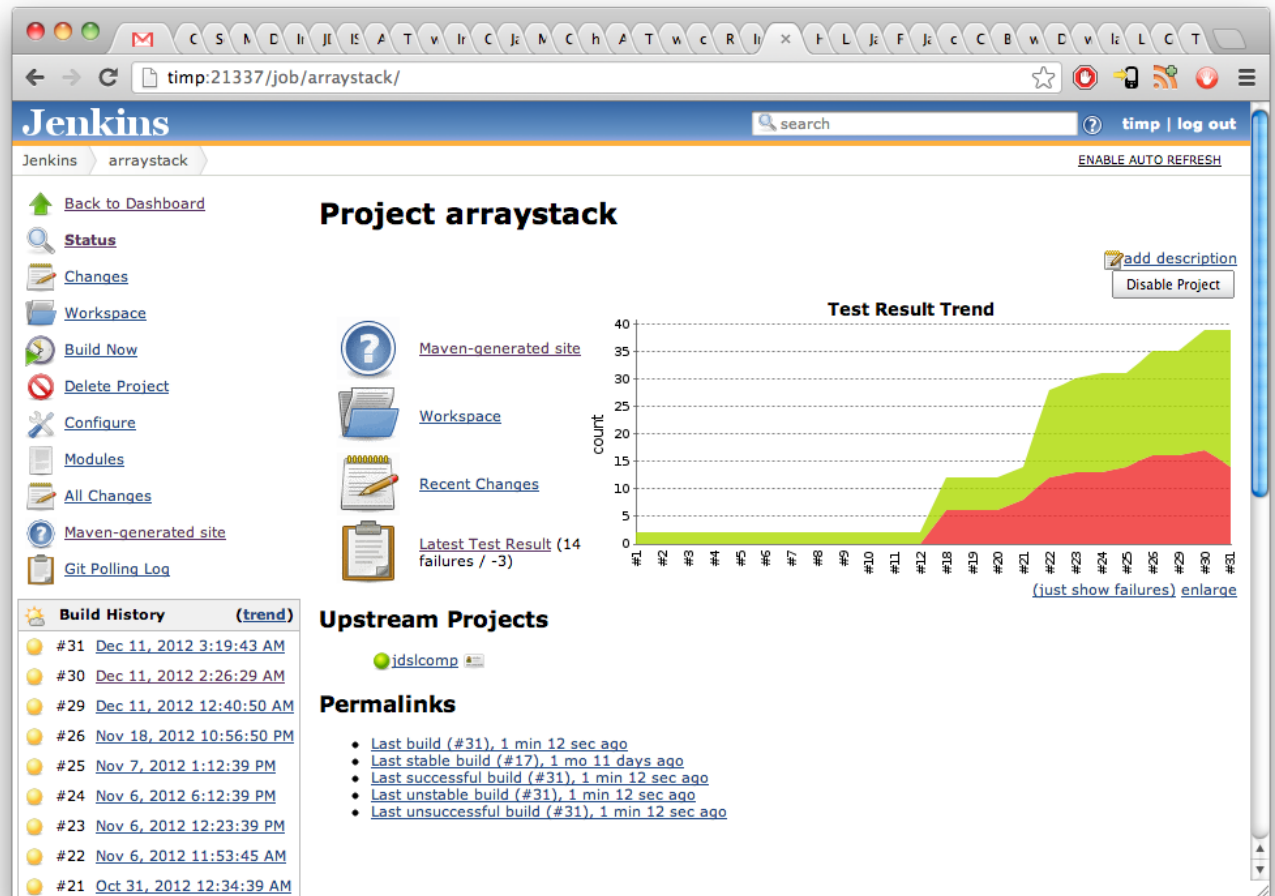 C S M D In JD IS A T w In C Ja N C h A T w c R In × H L Ja F Ja c C B w D w la L C T
timp:21337/job/arraystack/
Jenkins
search
timp | log out
Jenkins arraystack
ENABLE AUTO REFRESH
Back to Dashboard
Status
Changes
Workspace
Build Now
Delete Project
Configure
Modules
All Changes
Maven-generated site
Git Polling Log
Project arraystack
add description
Disable Project
Maven-generated site
Workspace
Recent Changes
Latest Test Result (14
failures / -3)
Test Result Trend
count
40
35
30
25
20
15
10
5
0
#1 #2 #3 #4 #5 #6 #7 #8 #9 #10 #11 #12 #18 #19 #20 #21 #22 #23 #24 #25 #26 #29 #30 #31
(just show failures) enlarge
Build History (trend)
#31 Dec 11, 2012 3:19:43 AM
#30 Dec 11, 2012 2:26:29 AM
#29 Dec 11, 2012 12:40:50 AM
#26 Nov 18, 2012 10:56:50 PM
#25 Nov 7, 2012 1:12:39 PM
#24 Nov 6, 2012 6:12:39 PM
#23 Nov 6, 2012 12:23:39 PM
#22 Nov 6, 2012 11:53:45 AM
#21 Oct 31, 2012 12:34:39 AM
Upstream Projects
jdslcomp
Permalinks
Last build (#31), 1 min 12 sec ago
Last stable build (#17), 1 mo 11 days ago
Last successful build (#31), 1 min 12 sec ago
Last unstable build (#31), 1 min 12 sec ago
Last unsuccessful build (#31), 1 min 12 sec ago